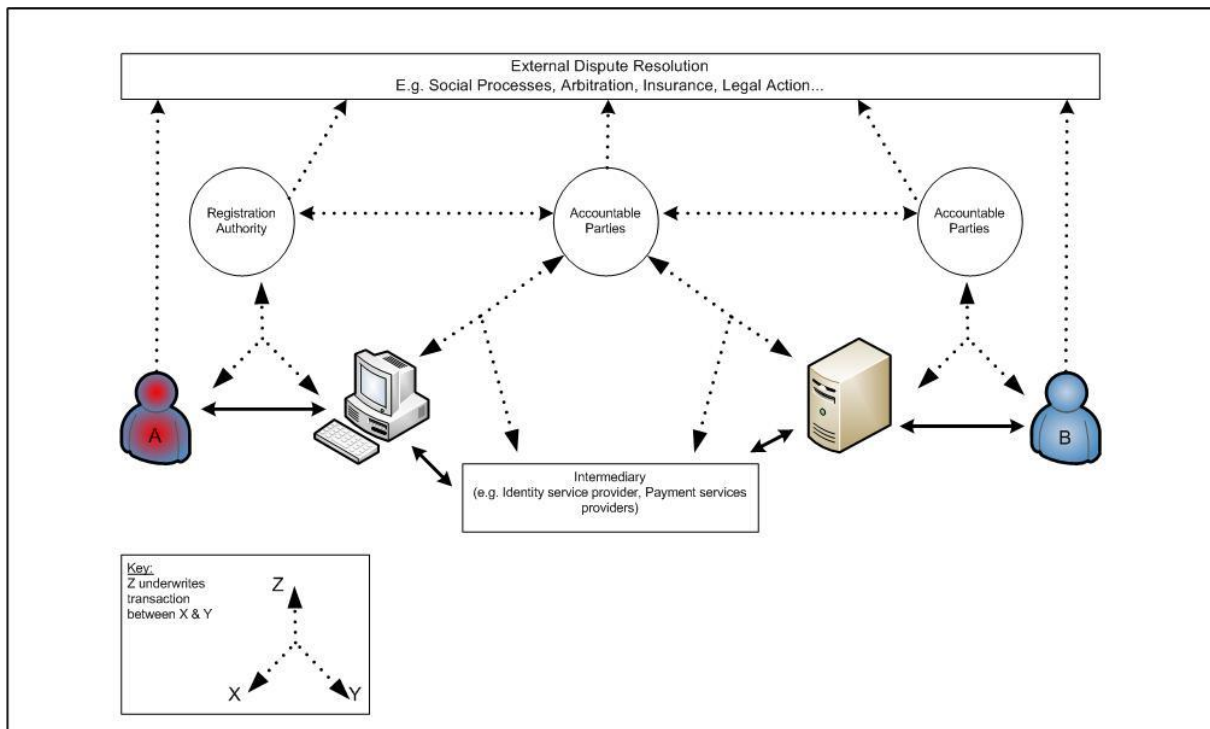 External Dispute Resolution
E.g. Social Processes, Arbitration, Insurance, Legal Action...
Registration
Authority
Accountable
Parties
Accountable
Parties
A
B
Intermediary
(e.g. Identity service provider, Payment services
providers)
Key:
Z underwrites
transaction
between X & Y
Z
X
Y